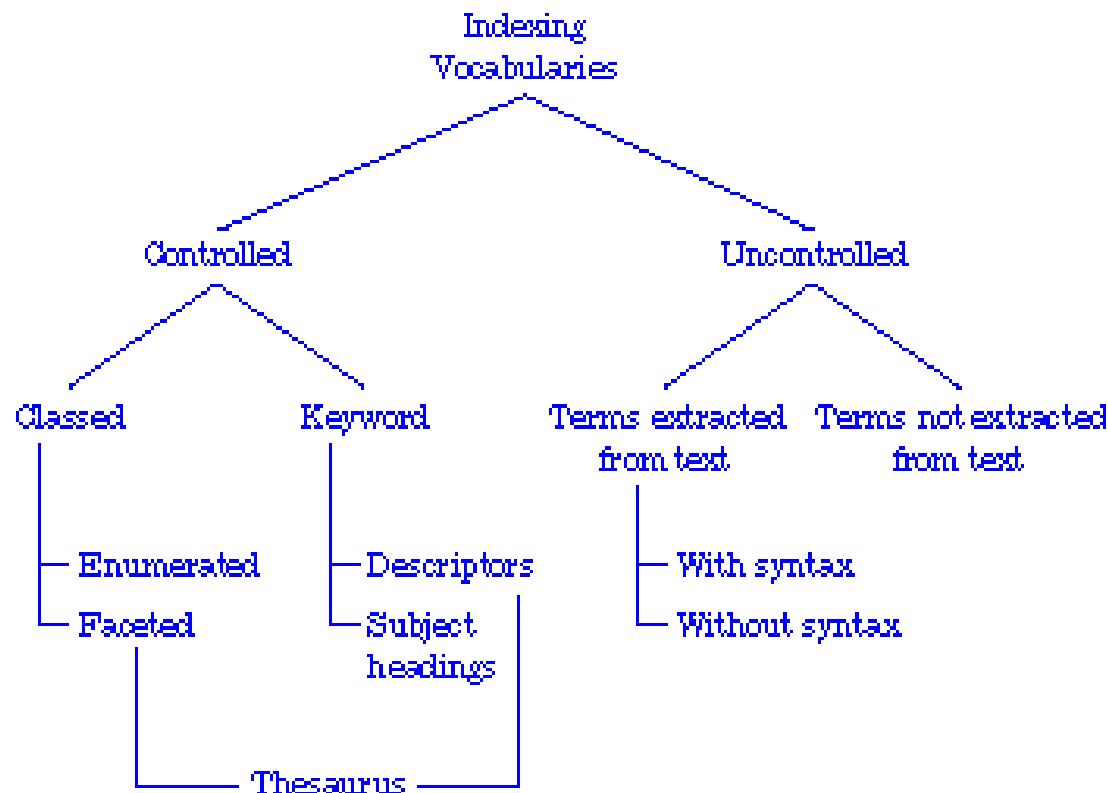 Indexing
Vocabularies
Controlled
Uncontrolled
Classed
Keyword
Terms extracted
from text
Terms not extracted
from text
Enumerated
Faceted
Descriptors
Subject
headings
With syntax
Without syntax
Thesaurus